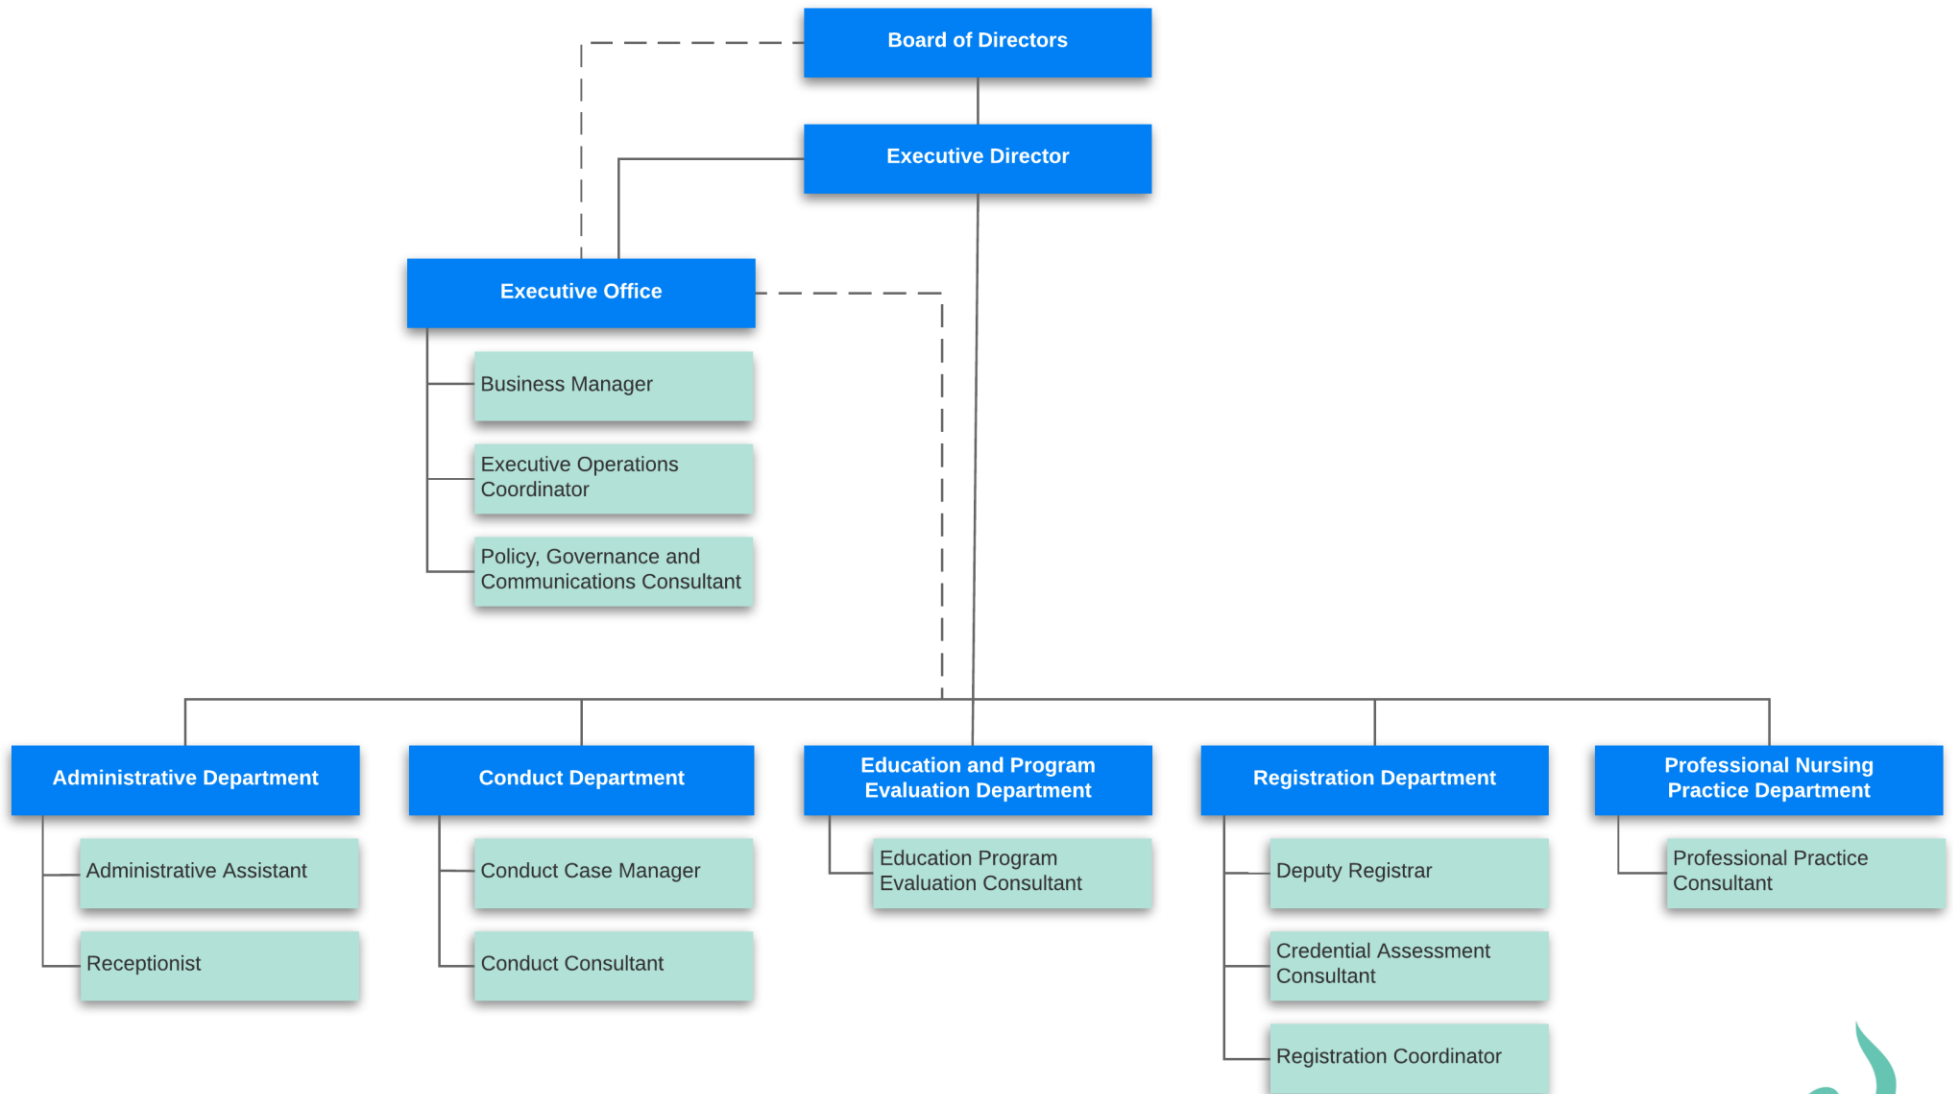 Board of Directors
Executive Director
Executive Office
Business Manager
Executive Operations
Coordinator
Policy, Governance and
Communications Consultant
Administrative Department
Administrative Assistant
Receptionist
Conduct Department
Conduct Case Manager
Conduct Consultant
Education and Program
Evaluation Department
Education Program
Evaluation Consultant
Registration Department
Deputy Registrar
Credential Assessment
Consultant
Registration Coordinator
Professional Nursing
Practice Department
Professional Practice
Consultant